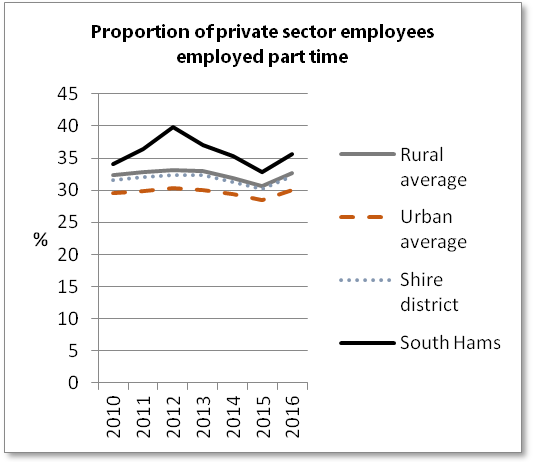 Proportion of private sector employees
employed part time
45
40
35
30
25
20
15
10
5
0
%
2010
2011
2012
2013
2014
2015
2016
Rural
average
Urban
average
Shire
district
South Hams